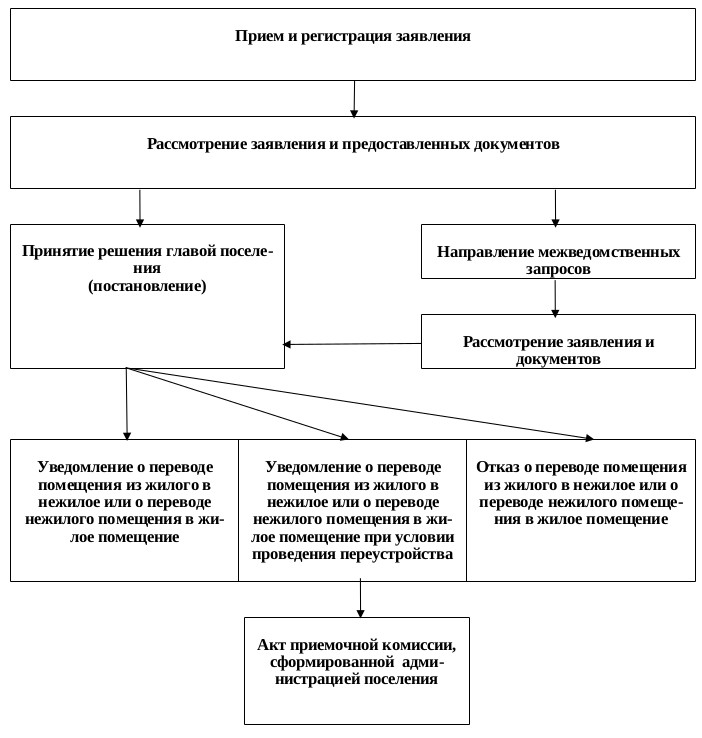 Прием и регистрация заявления
Рассмотрение заявления и предоставленных документов
Принятие решения главой поселе-
ния
(постановление)
Направление межведомственных
запросов
Рассмотрение заявления и
документов
Уведомление о переводе
помещения из жилого в
нежилое или о переводе
нежилого помещения в жи-
лое помещение
Уведомление о переводе
помещения из жилого в
нежилое или о переводе
нежилого помещения в жи-
лое помещение при условии
проведения переустройства
Отказ о переводе помещения
из жилого в нежилое или о
переводе нежилого помеще-
ния в жилое помещение
Акт приемочной комиссии,
сформированной  адми-
нистрацией поселения